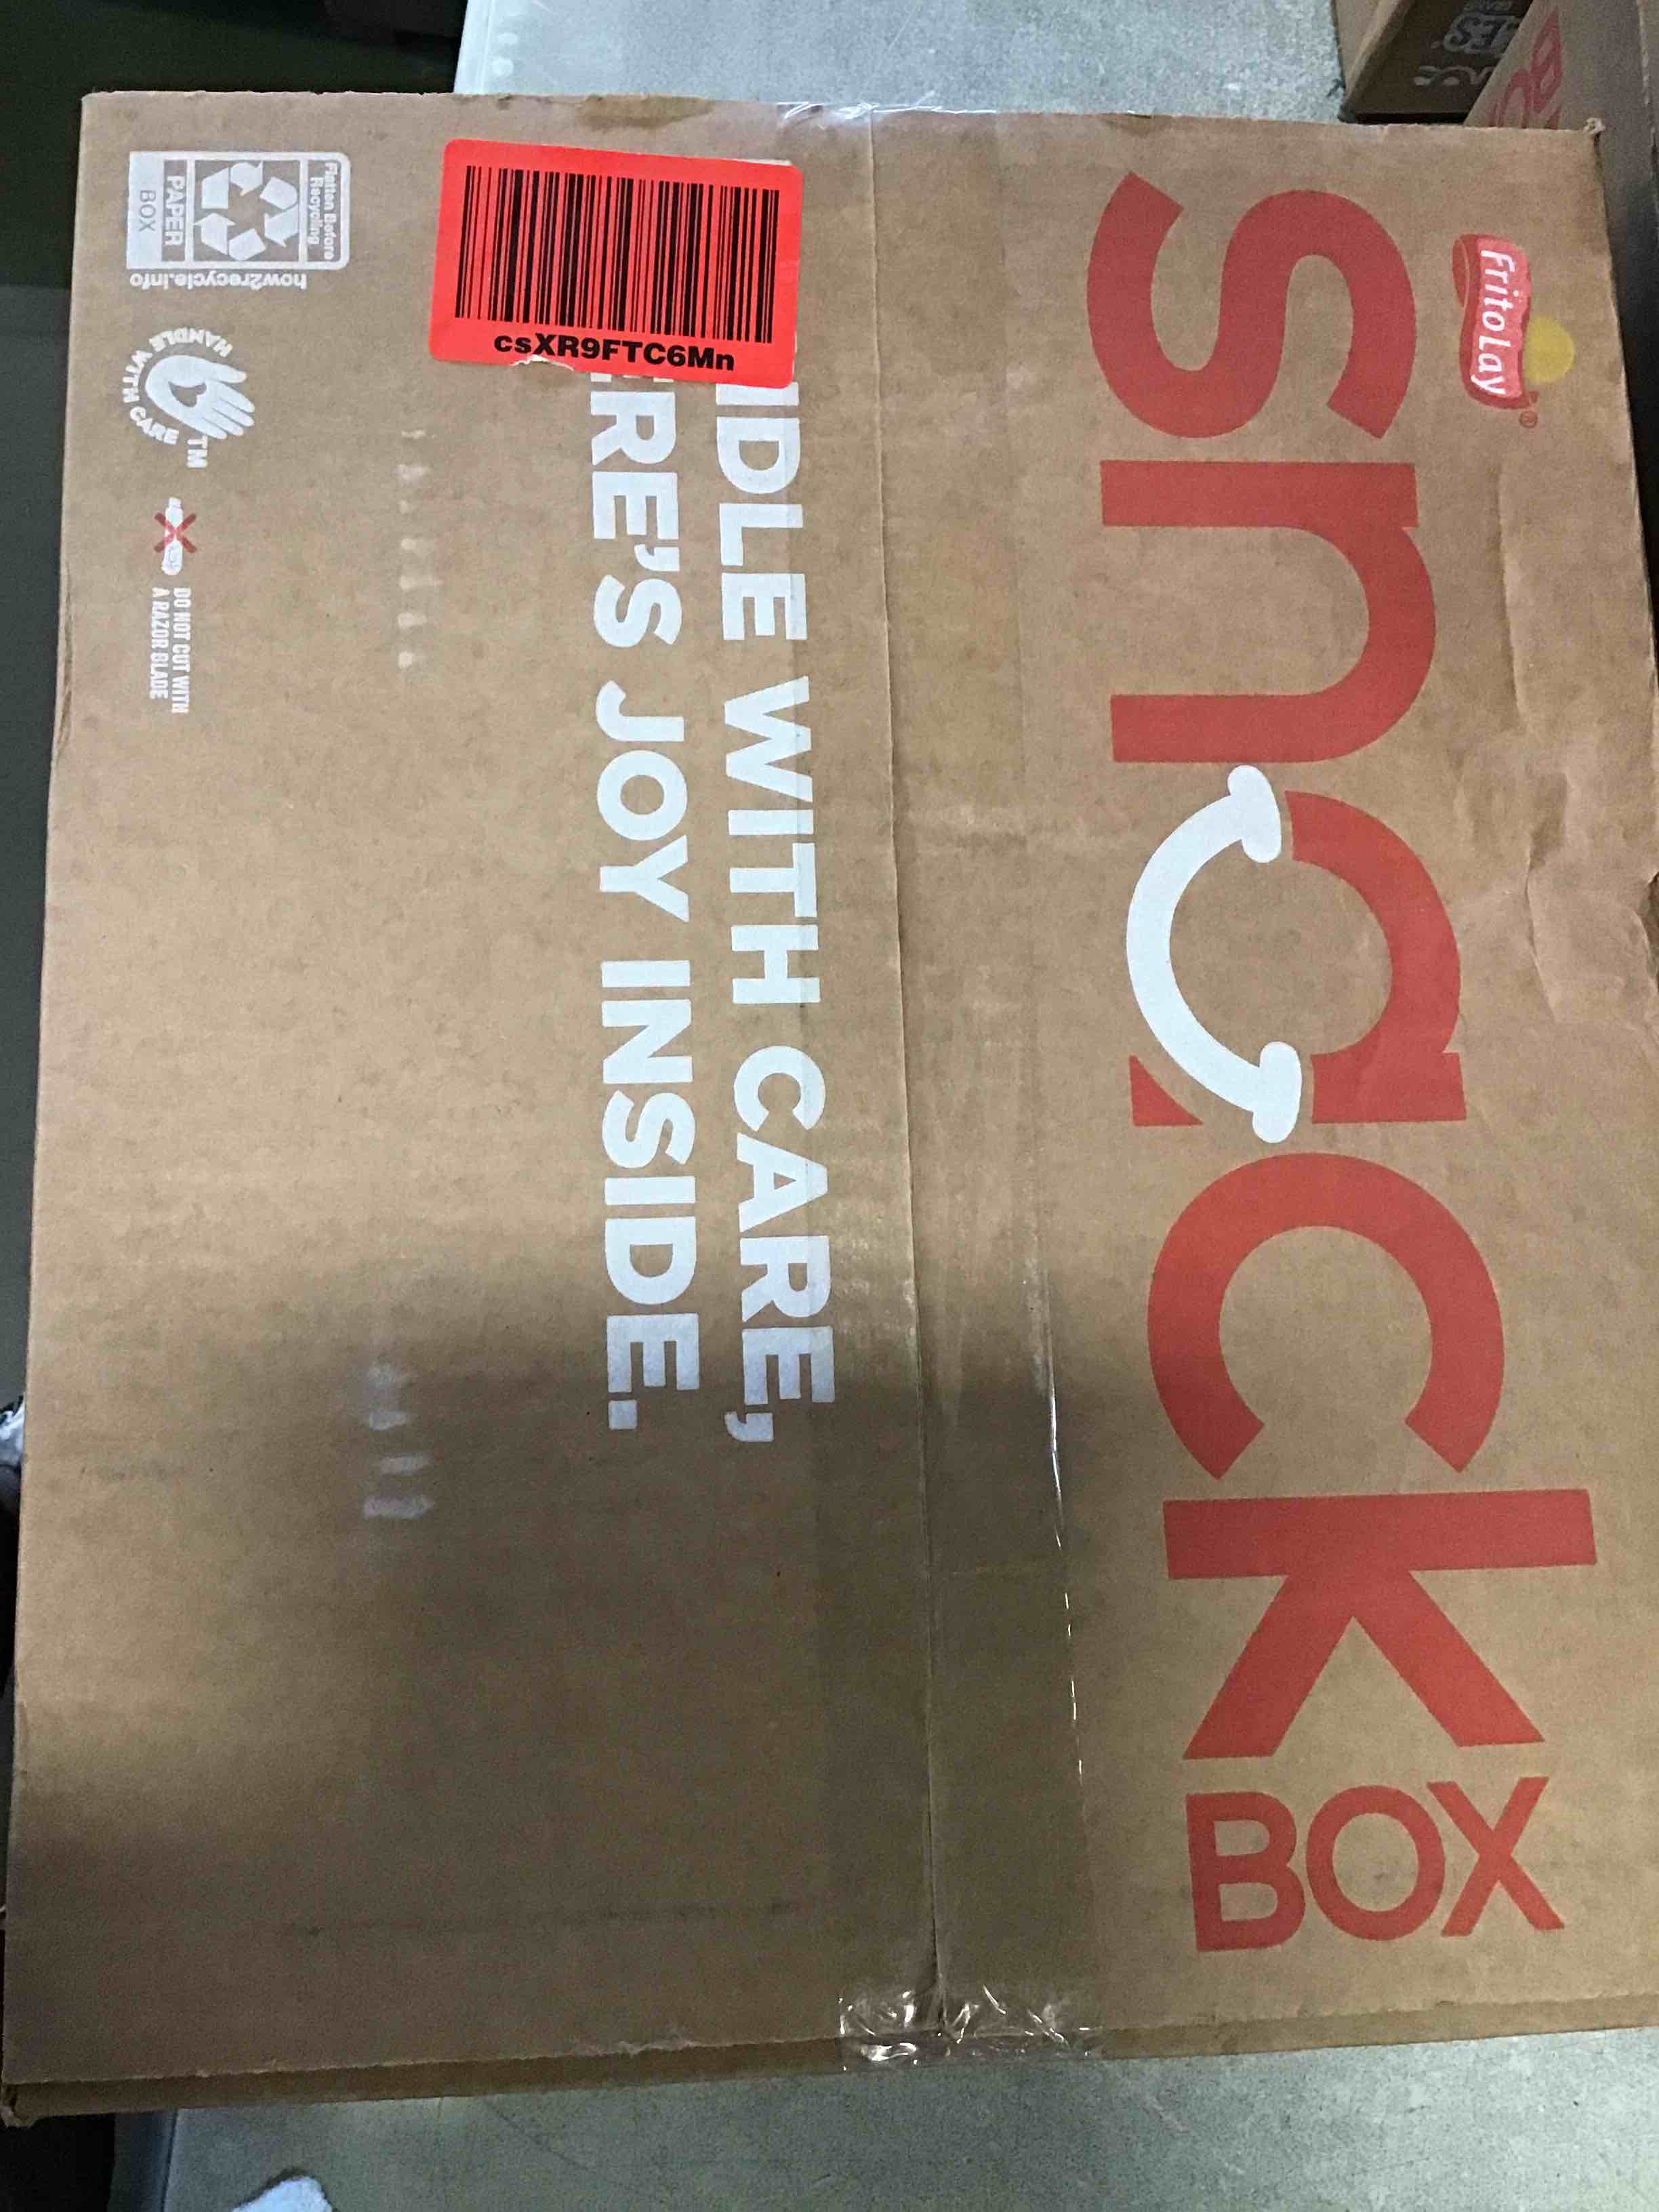 FritoLay
®
snack
BOX
IDLE WITH CARE,
ERE'S JOY INSIDE.
csXR9FTC6Mn
Flatten Before
Recycling
PAPER
BOX
how2recycle.info
HANDLE WITH CARE
TM
DO NOT CUT WITH
A RAZOR BLADE